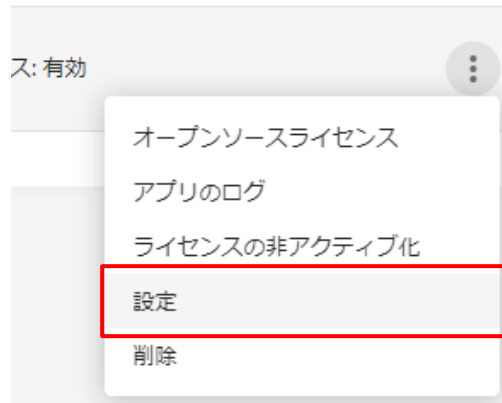 ス: 有効
オープンソースライセンス
アプリのログ
ライセンスの非アクティブ化
設定
削除